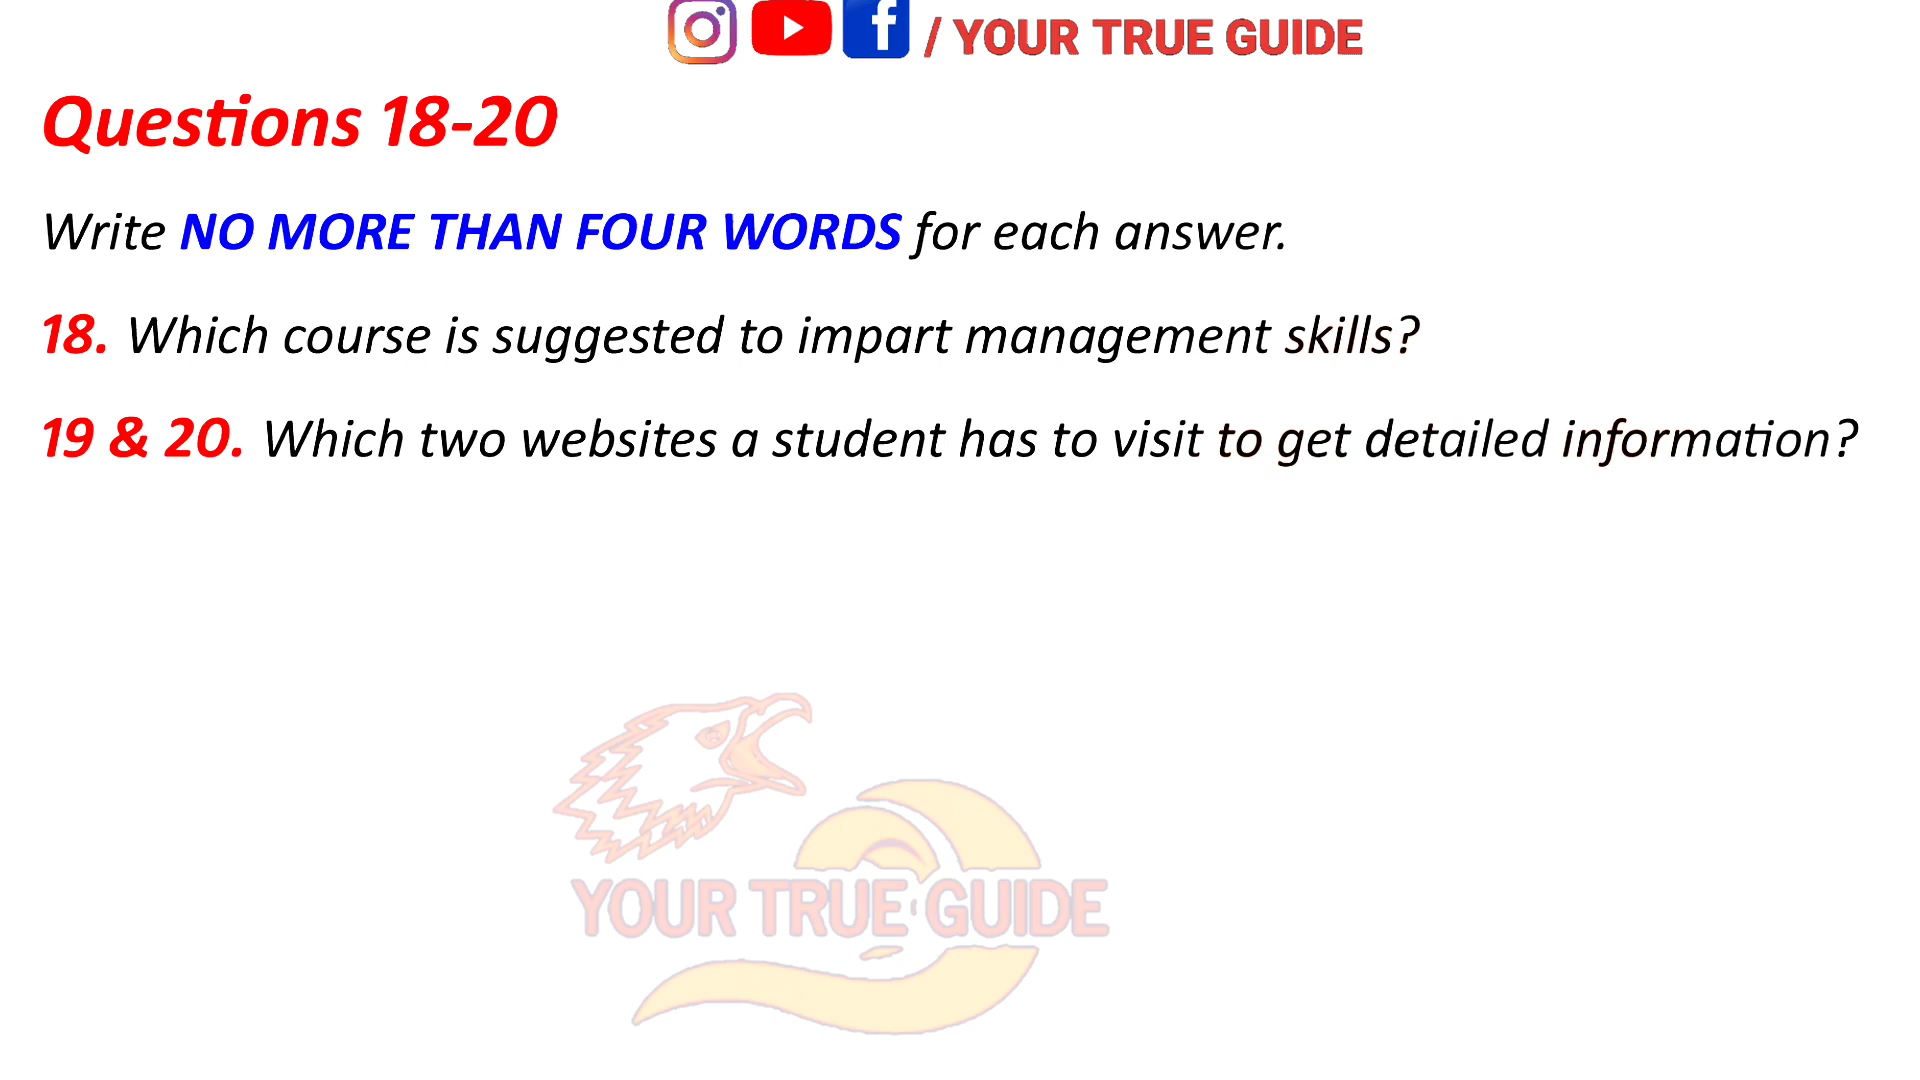 / YOUR TRUE GUIDE
Questions 18-20
Write NO MORE THAN FOUR WORDS for each answer.
18. Which course is suggested to impart management skills?
19 & 20. Which two websites a student has to visit to get detailed information?
YOUR TRUE GUIDE